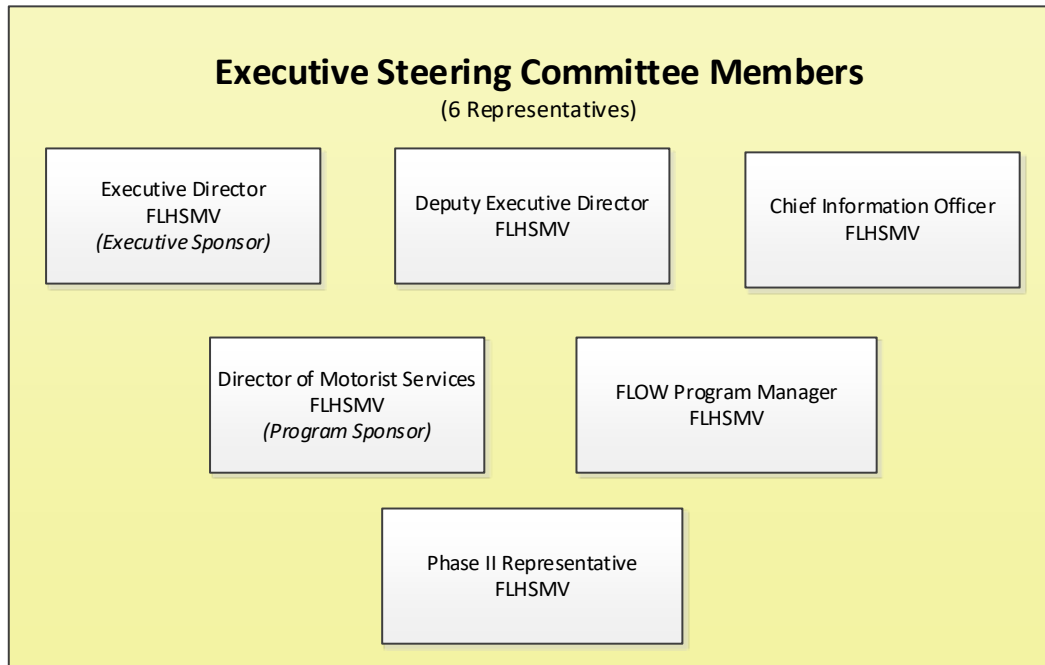 Executive Steering Committee Members
(6 Representatives)
Executive Director
FLHSMV
(Executive Sponsor)
Deputy Executive Director
FLHSMV
Chief Information Officer
FLHSMV
Director of Motorist Services
FLHSMV
(Program Sponsor)
FLOW Program Manager
FLHSMV
Phase II Representative
FLHSMV